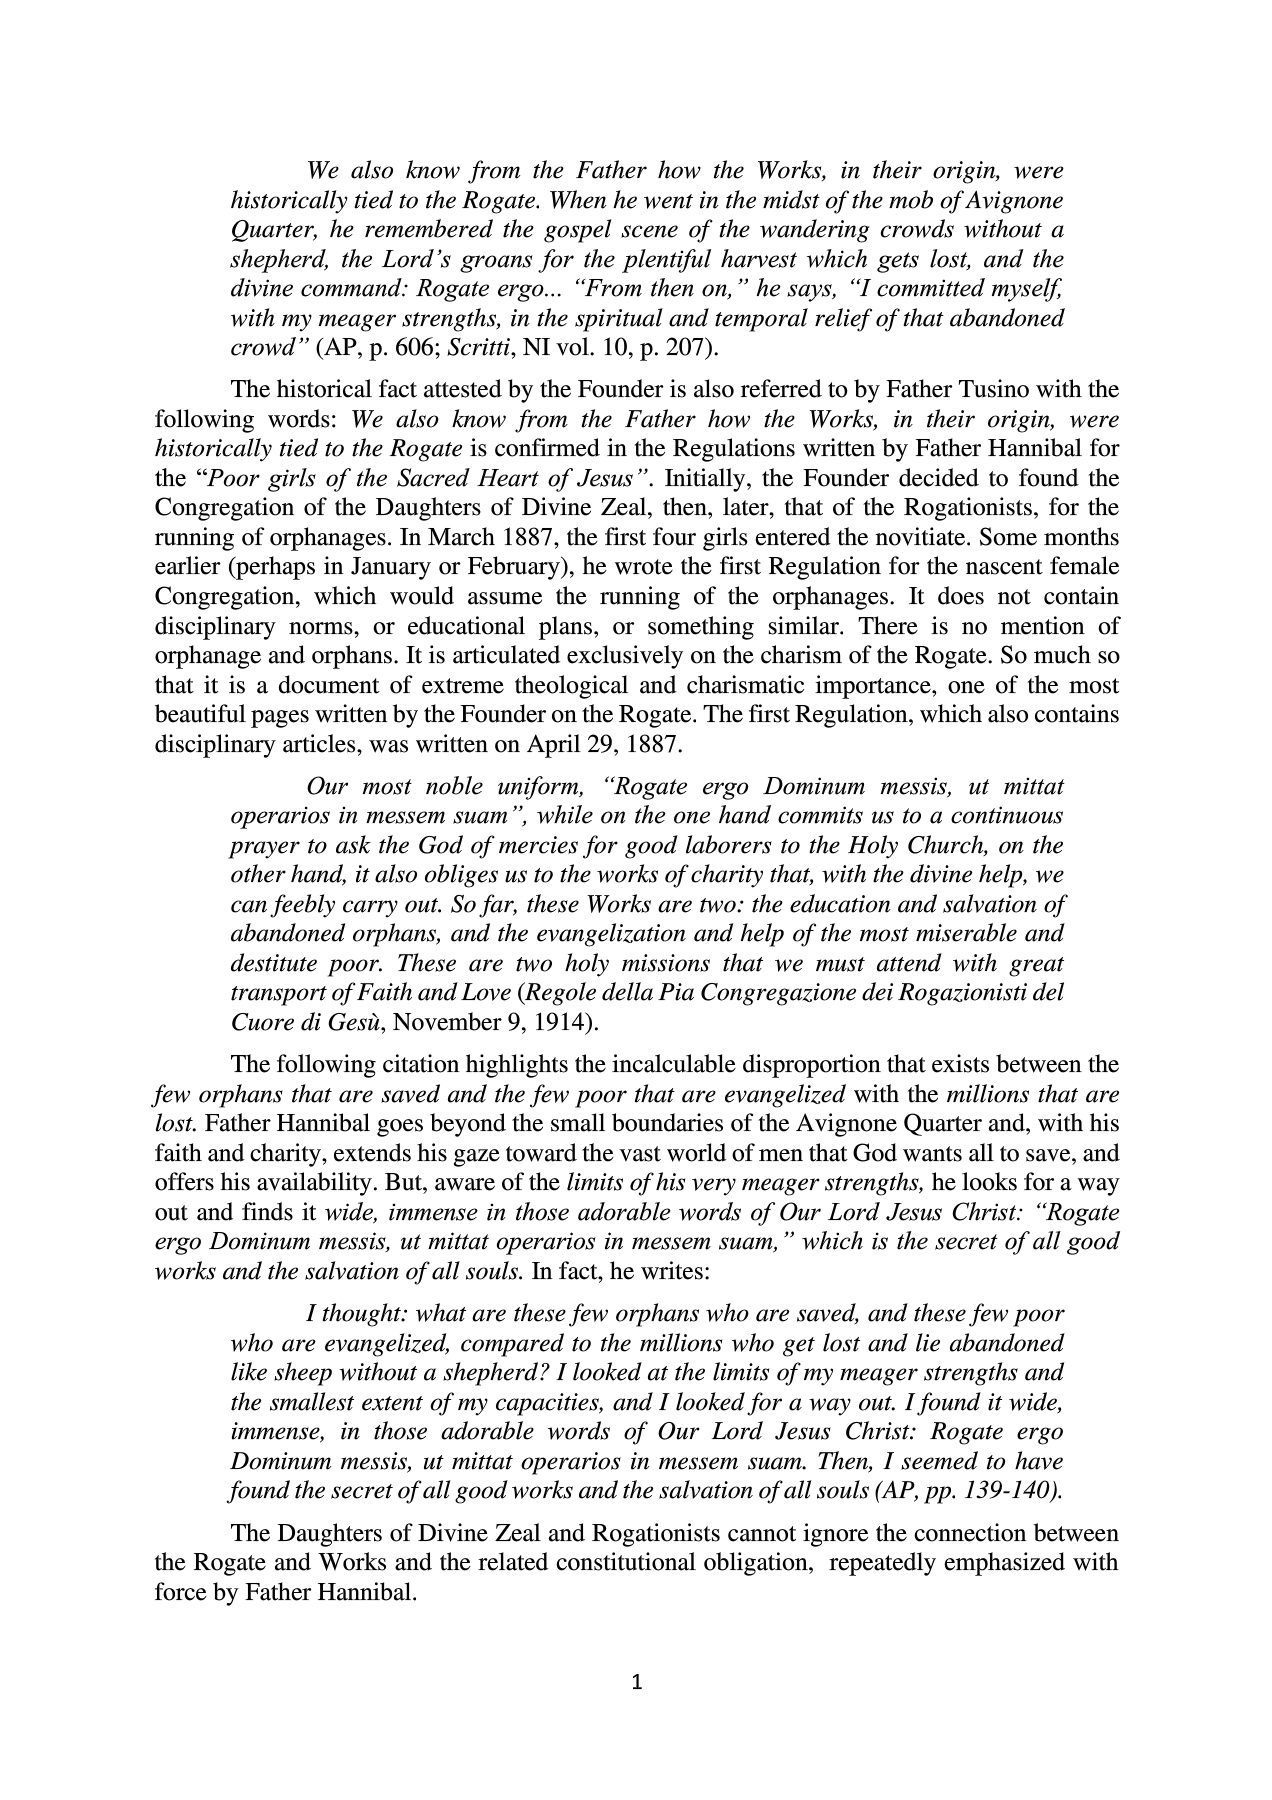 We also know from the Father how the Works, in their origin, were
historically tied to the Rogate. When he went in the midst of the mob of Avignone
Quarter, he remembered the gospel scene of the wandering crowds without a
shepherd, the Lord’s groans for the plentiful harvest which gets lost, and the
divine command: Rogate ergo... “From then on,” he says, “I committed myself,
with my meager strengths, in the spiritual and temporal relief of that abandoned
crowd” (AP, p. 606; Scritti, NI vol. 10, p. 207).
The historical fact attested by the Founder is also referred to by Father Tusino with the
following words: We also know from the Father how the Works, in their origin, were
historically tied to the Rogate is confirmed in the Regulations written by Father Hannibal for
the “Poor girls of the Sacred Heart of Jesus”. Initially, the Founder decided to found the
Congregation of the Daughters of Divine Zeal, then, later, that of the Rogationists, for the
running of orphanages. In March 1887, the first four girls entered the novitiate. Some months
earlier (perhaps in January or February), he wrote the first Regulation for the nascent female
Congregation, which would assume the running of the orphanages. It does not contain
disciplinary norms, or educational plans, or something similar. There is no mention of
orphanage and orphans. It is articulated exclusively on the charism of the Rogate. So much so
that it is a document of extreme theological and charismatic importance, one of the most
beautiful pages written by the Founder on the Rogate. The first Regulation, which also contains
disciplinary articles, was written on April 29, 1887.
Our most noble uniform, “Rogate ergo Dominum messis, ut mittat
operarios in messem suam”, while on the one hand commits us to a continuous
prayer to ask the God of mercies for good laborers to the Holy Church, on the
other hand, it also obliges us to the works of charity that, with the divine help, we
can feebly carry out. So far, these Works are two: the education and salvation of
abandoned orphans, and the evangelization and help of the most miserable and
destitute poor. These are two holy missions that we must attend with great
transport of Faith and Love (Regole della Pia Congregazione dei Rogazionisti del
Cuore di Gesù, November 9, 1914).
The following citation highlights the incalculable disproportion that exists between the
few orphans that are saved and the few poor that are evangelized with the millions that are
lost. Father Hannibal goes beyond the small boundaries of the Avignone Quarter and, with his
faith and charity, extends his gaze toward the vast world of men that God wants all to save, and
offers his availability. But, aware of the limits of his very meager strengths, he looks for a way
out and finds it wide, immense in those adorable words of Our Lord Jesus Christ: “Rogate
ergo Dominum messis, ut mittat operarios in messem suam,” which is the secret of all good
works and the salvation of all souls. In fact, he writes:
I thought: what are these few orphans who are saved, and these few poor
who are evangelized, compared to the millions who get lost and lie abandoned
like sheep without a shepherd? I looked at the limits of my meager strengths and
the smallest extent of my capacities, and I looked for a way out. I found it wide,
immense, in those adorable words of Our Lord Jesus Christ: Rogate ergo
Dominum messis, ut mittat operarios in messem suam. Then, I seemed to have
found the secret of all good works and the salvation of all souls (AP, pp. 139-140).
The Daughters of Divine Zeal and Rogationists cannot ignore the connection between
the Rogate and Works and the related constitutional obligation,  repeatedly emphasized with
force by Father Hannibal.
1